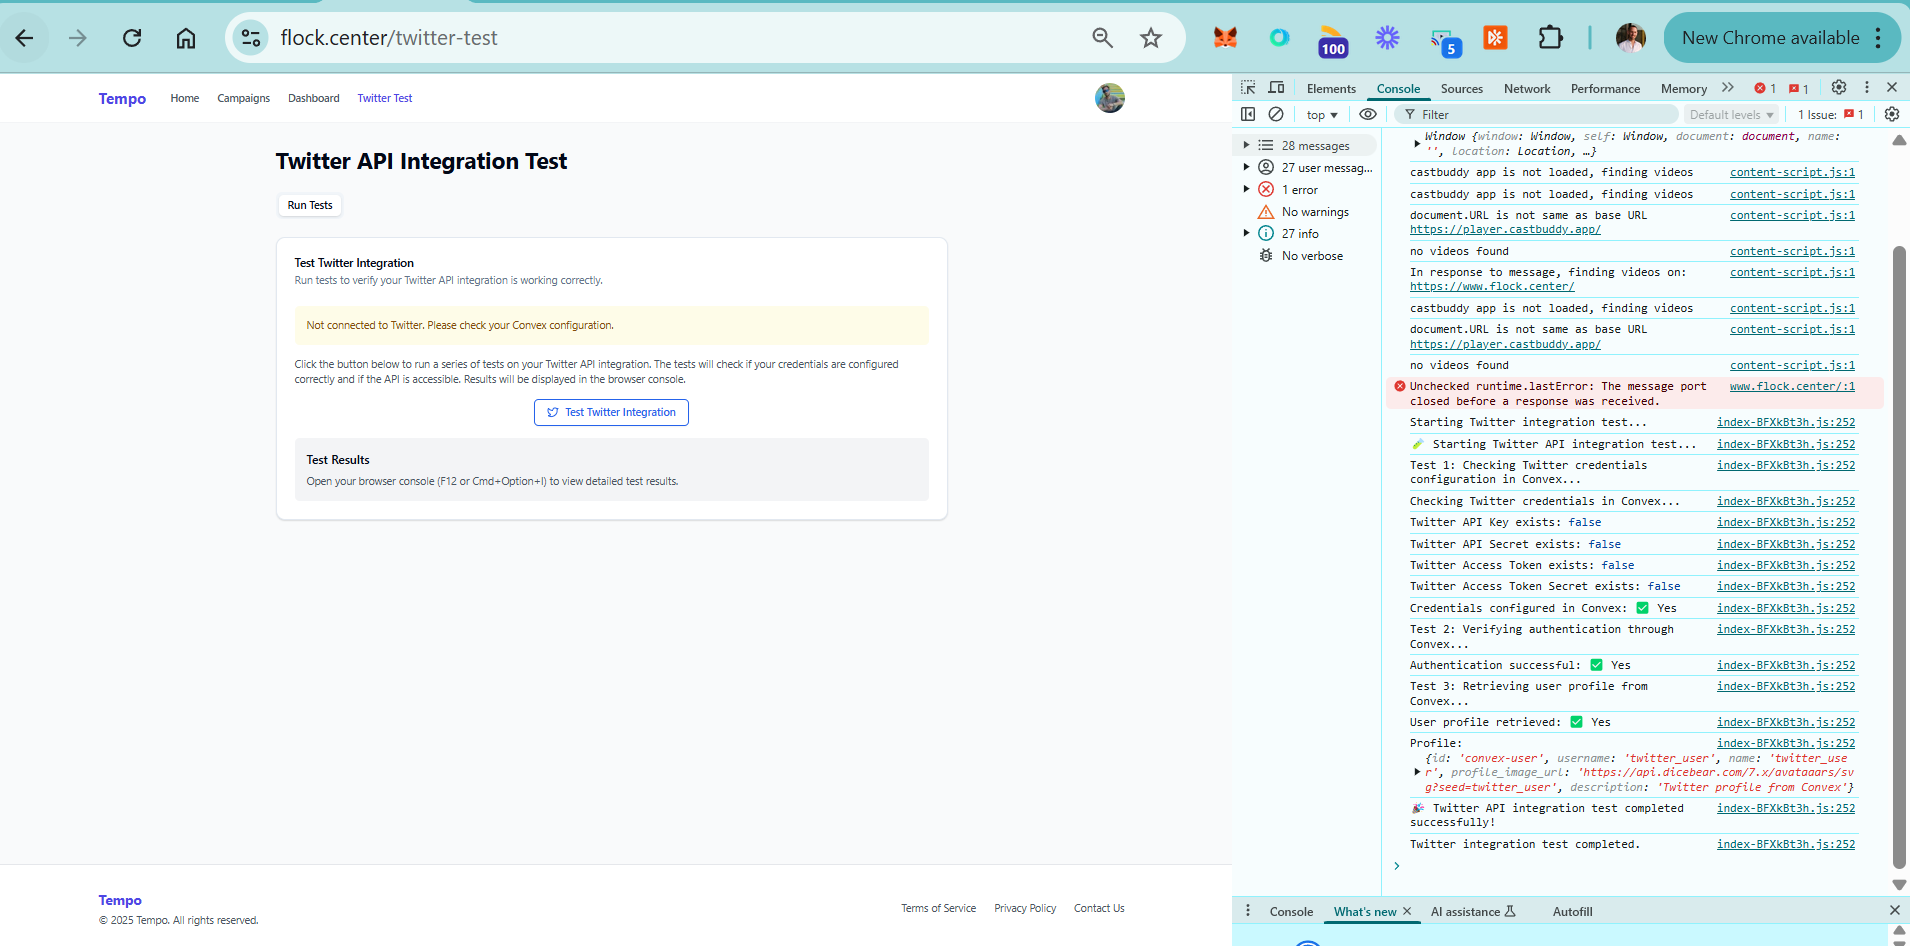 flock.center/twitter-test
100
5
New Chrome available
Tempo
Home
Campaigns
Dashboard
Twitter Test
Twitter API Integration Test
Run Tests
Test Twitter Integration
Run tests to verify your Twitter API integration is working correctly.
Not connected to Twitter. Please check your Convex configuration.
Click the button below to run a series of tests on your Twitter API integration. The tests will check if your credentials are configured
correctly and if the API is accessible. Results will be displayed in the browser console.
Test Twitter Integration
Test Results
Open your browser console (F12 or Cmd+Option+I) to view detailed test results.
Tempo
© 2025 Tempo. All rights reserved.
Terms of Service
Privacy Policy
Contact Us
Elements
Console
Sources
Network
Performance
Memory
1
1
top
Filter
Default levels
1 Issue:
1
28 messages
27 user messag...
1 error
No warnings
27 info
No verbose
Window {window: Window, self: Window, document: document, name:
'', location: Location, …}
castbuddy app is not loaded, finding videos content-script.js:1
castbuddy app is not loaded, finding videos content-script.js:1
document.URL is not same as base URL content-script.js:1
https://player.castbuddy.app/
no videos found content-script.js:1
In response to message, finding videos on: content-script.js:1
https://www.flock.center/
castbuddy app is not loaded, finding videos content-script.js:1
document.URL is not same as base URL content-script.js:1
https://player.castbuddy.app/
no videos found content-script.js:1
Unchecked runtime.lastError: The message port www.flock.center/:1
closed before a response was received.
Starting Twitter integration test... index-BFXkBt3h.js:252
🧪 Starting Twitter API integration test... index-BFXkBt3h.js:252
Test 1: Checking Twitter credentials index-BFXkBt3h.js:252
configuration in Convex...
Checking Twitter credentials in Convex... index-BFXkBt3h.js:252
Twitter API Key exists: false index-BFXkBt3h.js:252
Twitter API Secret exists: false index-BFXkBt3h.js:252
Twitter Access Token exists: false index-BFXkBt3h.js:252
Twitter Access Token Secret exists: false index-BFXkBt3h.js:252
Credentials configured in Convex: ✅ Yes index-BFXkBt3h.js:252
Test 2: Verifying authentication through index-BFXkBt3h.js:252
Convex...
Authentication successful: ✅ Yes index-BFXkBt3h.js:252
Test 3: Retrieving user profile from index-BFXkBt3h.js:252
Convex...
User profile retrieved: ✅ Yes index-BFXkBt3h.js:252
Profile: index-BFXkBt3h.js:252
{id: 'convex-user', username: 'twitter_user', name: 'twitter_use
r', profile_image_url: 'https://api.dicebear.com/7.x/avataaars/sv
g?seed=twitter_user', description: 'Twitter profile from Convex'}
🎉 Twitter API integration test completed index-BFXkBt3h.js:252
successfully!
Twitter integration test completed. index-BFXkBt3h.js:252
Console
What's new
AI assistance
Autofill